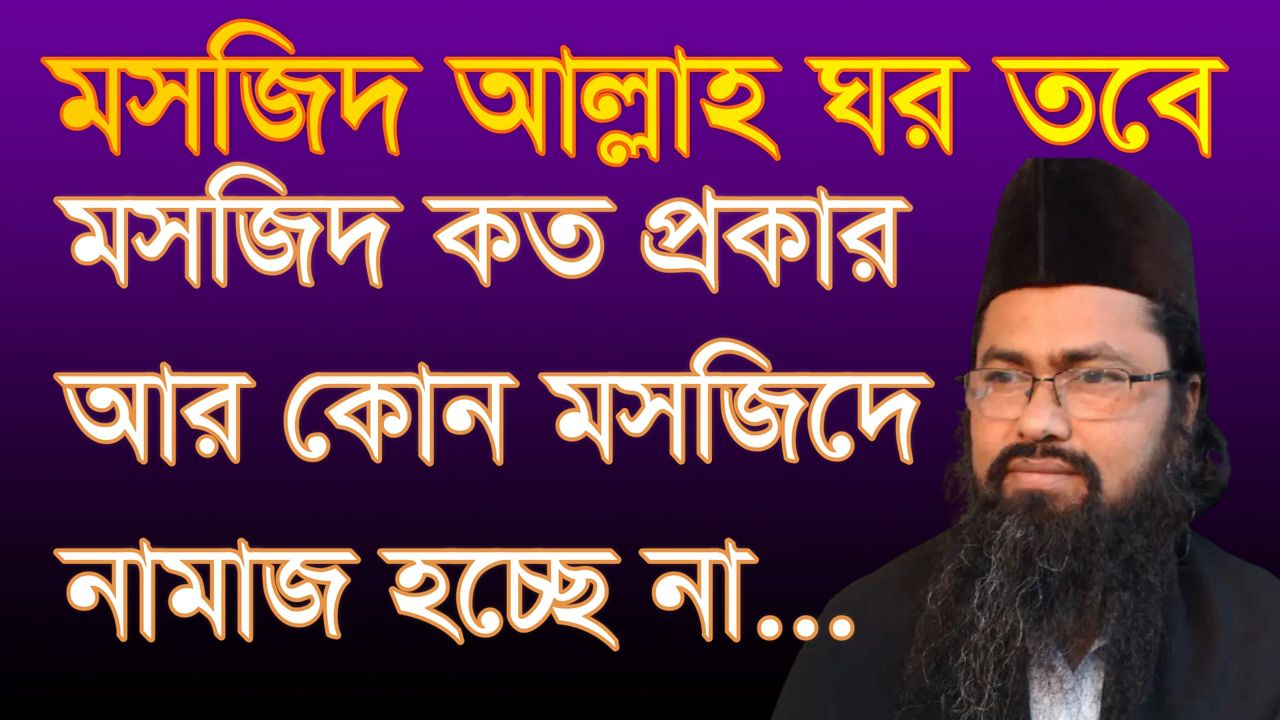 মসজিদ আল্লাহ ঘর তবে
মসজিদ কত প্রকার
আর কোন মসজিদে
নামাজ হচ্ছে না...